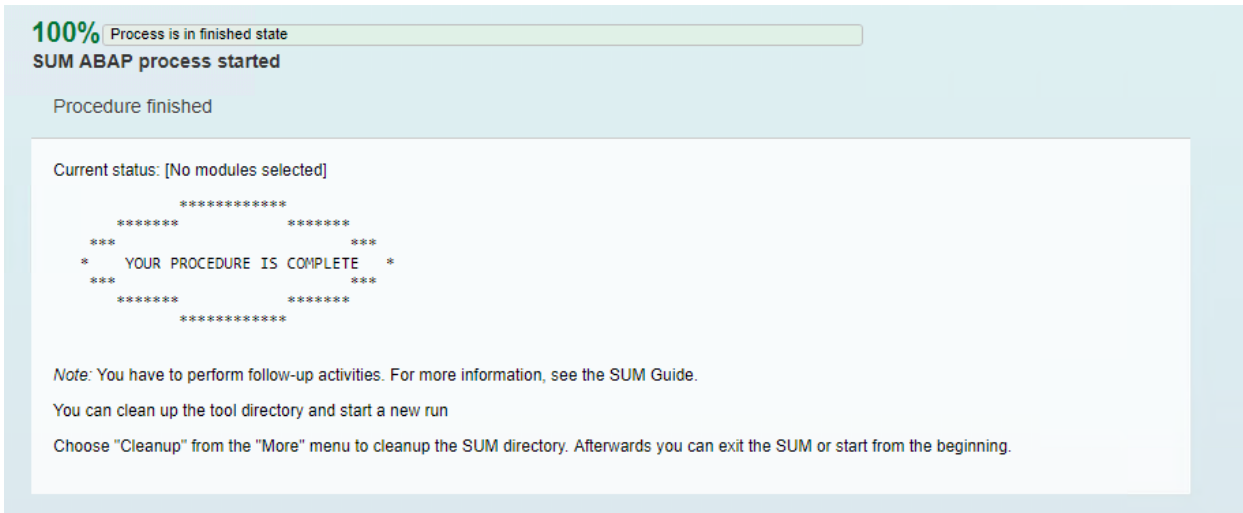 100% Process is in finished state
SUM ABAP process started
Procedure finished
Current status: [No modules selected]
************
*******            *******
***                          ***
*    YOUR PROCEDURE IS COMPLETE   *
***                          ***
*******            *******
************
Note: You have to perform follow-up activities. For more information, see the SUM Guide.
You can clean up the tool directory and start a new run
Choose "Cleanup" from the "More" menu to cleanup the SUM directory. Afterwards you can exit the SUM or start from the beginning.